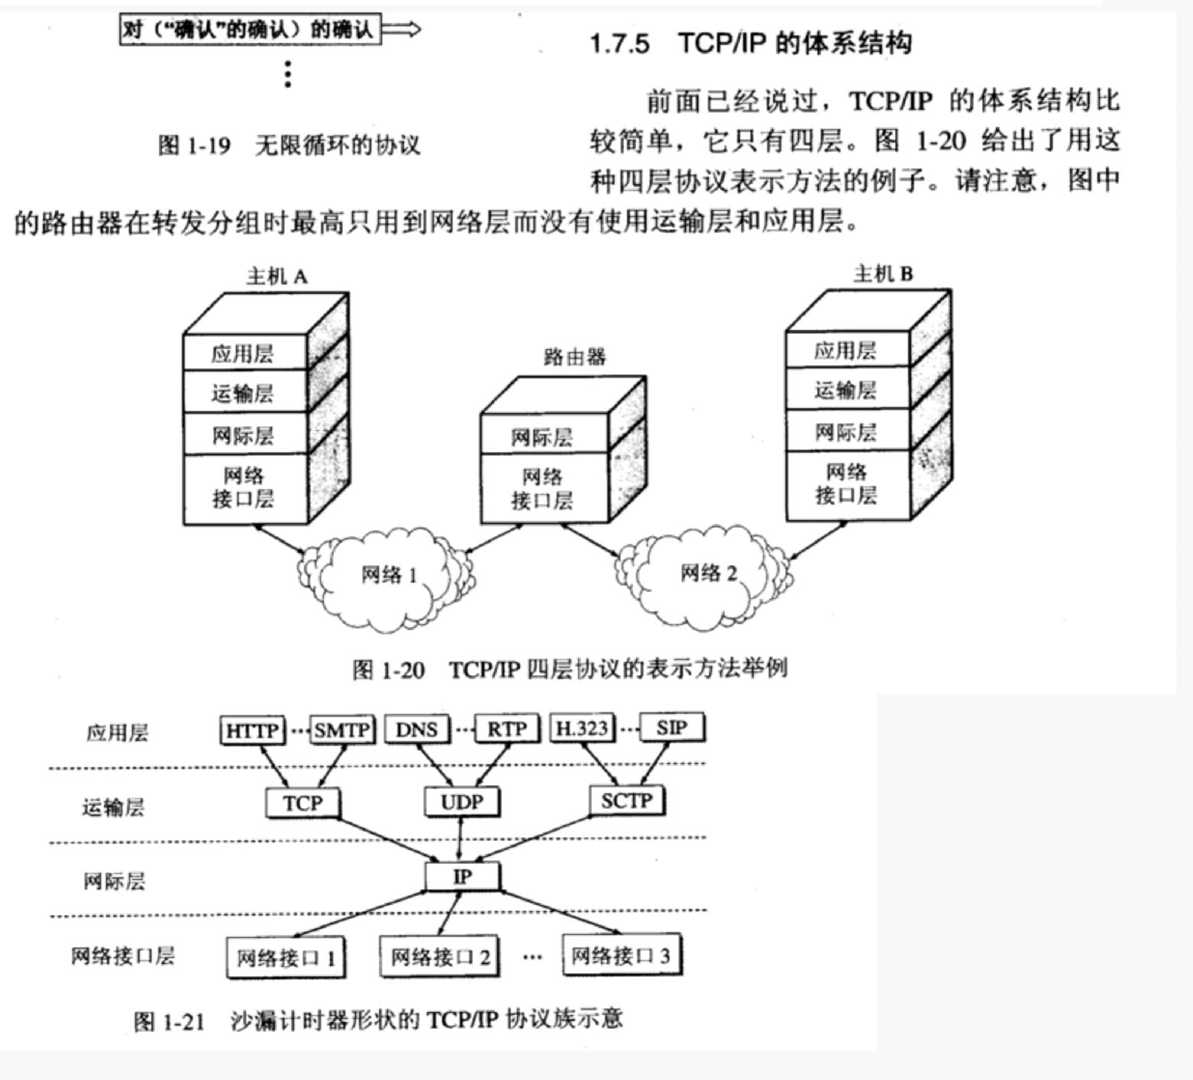 对（“确认”的确认）的确认
图 1-19 无限循环的协议
1.7.5 TCP/IP 的体系结构
前面已经说过，TCP/IP 的体系结构比
较简单，它只有四层。图 1-20 给出了用这
种四层协议表示方法的例子。请注意，图中
的路由器在转发分组时最高只用到网络层而没有使用运输层和应用层。
主机 A
应用层
运输层
网际层
网络
接口层
路由器
网际层
网络
接口层
主机 B
应用层
运输层
网际层
网络
接口层
网络 1
网络 2
图 1-20 TCP/IP 四层协议的表示方法举例
应用层 HTTP ··· SMTP DNS ··· RTP H.323 ··· SIP
运输层 TCP UDP SCTP
网际层 IP
网络接口层 网络接口 1 网络接口 2 ··· 网络接口 3
图 1-21 沙漏计时器形状的 TCP/IP 协议族示意